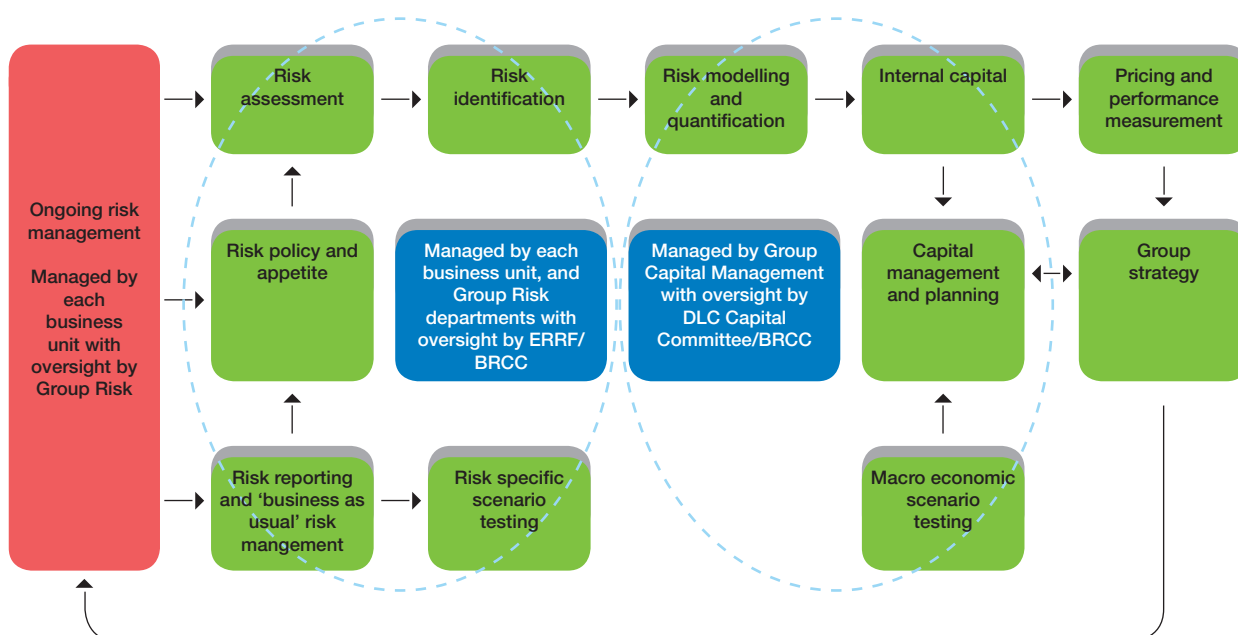 Ongoing risk
management
Managed by
each
business
unit with
oversight by
Group Risk
Risk
assessment
Risk
identification
Risk modelling
and
quantification
Internal capital
Pricing and
performance
measurement
Risk policy and
appetite
Managed by each
business unit, and
Group Risk
departments with
oversight by ERRF/
BRCC
Managed by Group
Capital Management
with oversight by
DLC Capital
Committee/BRCC
Capital
management
and planning
Group
strategy
Risk reporting
and ‘business as
usual’ risk
mangement
Risk specific
scenario
testing
Macro economic
scenario
testing